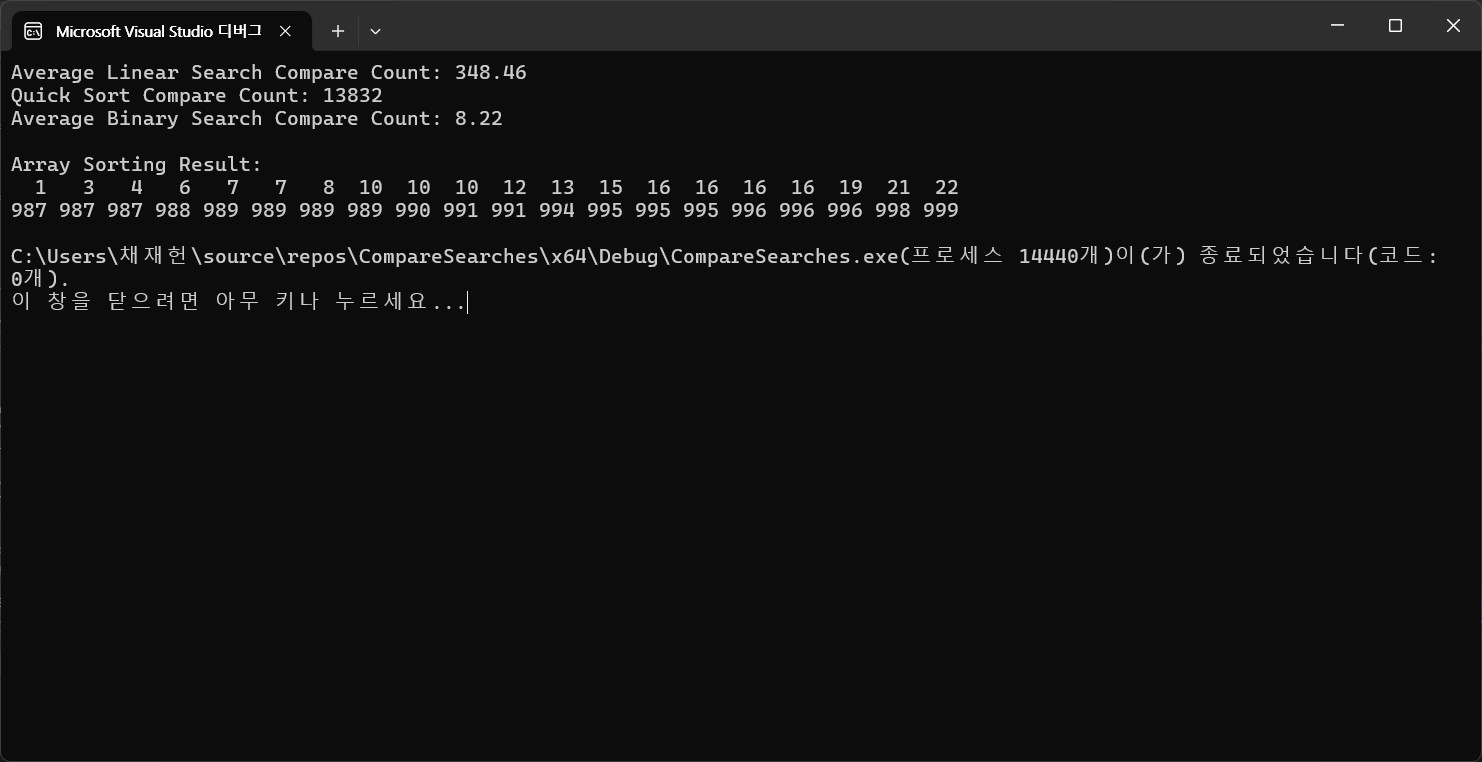 Microsoft Visual Studio 디버그
Average Linear Search Compare Count: 348.46
Quick Sort Compare Count: 13832
Average Binary Search Compare Count: 8.22
Array Sorting Result:
1 3 4 6 7 7 8 10 10 10 12 13 15 16 16 16 16 19 21 22
987 987 987 988 989 989 989 989 990 991 991 994 995 995 995 996 996 996 998 999
C:\Users\채재헌\source\repos\CompareSearches\x64\Debug\CompareSearches.exe(프로세스 14440개)이(가) 종료되었습니다(코드:
0개).
이 창을 닫으려면 아무 키나 누르세요...